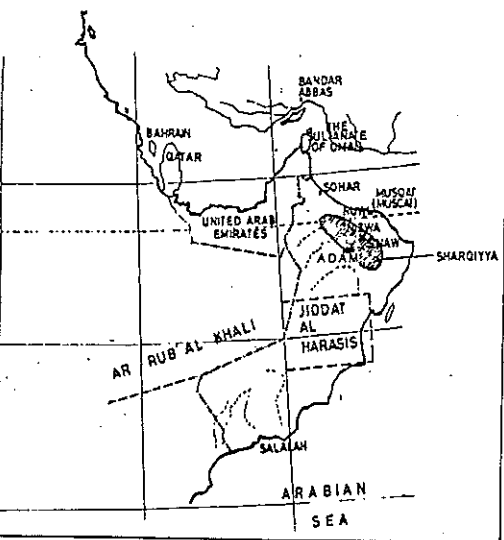 BANDAR
ABBAS
THE
SULTANATE
OF OMAN
BAHRAIN
QATAR
SOHAR
MUSQAT
(MUSCAT)
UNITED ARAB
EMIRATES
ADAM
SHARQIYYA
JIDDAT
AL
HARASIS
AR RUB AL KHALI
SALALAH
ARABIAN
SEA